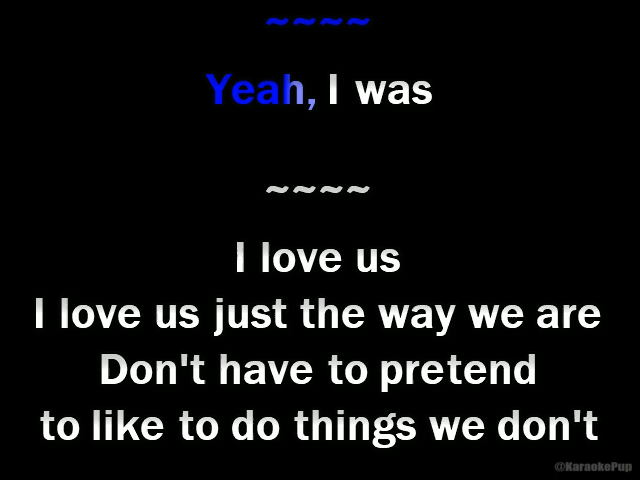 ~~~~
Yeah, I was
~~~~
I love us
I love us just the way we are
Don't have to pretend
to like to do things we don't
@KaraokePup